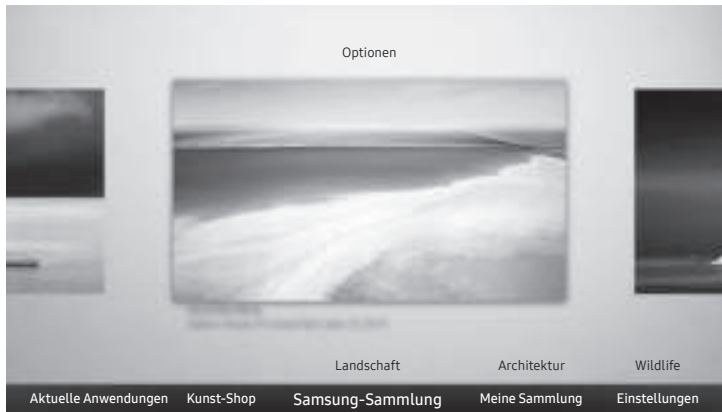 Optionen
Landschaft Architektur Wildlife
Aktuelle Anwendungen Kunst-Shop Samsung-Sammlung Meine Sammlung Einstellungen